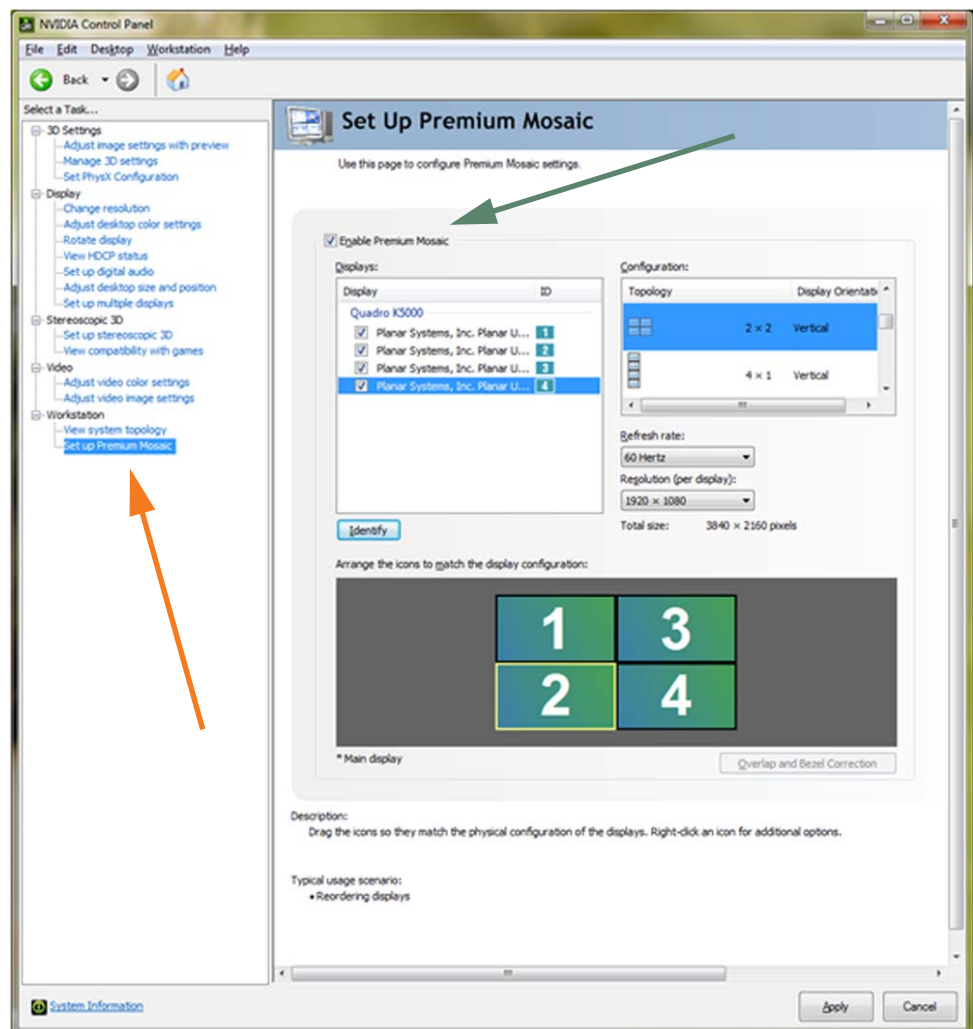 NVIDIA Control Panel
File Edit Desktop Workstation Help
Back
Select a Task...
3D Settings
Adjust image settings with preview
Manage 3D settings
Set PhysX Configuration
Display
Change resolution
Adjust desktop color settings
Rotate display
View HDCP status
Set up digital audio
Adjust desktop size and position
Set up multiple displays
Stereoscopic 3D
Set up stereoscopic 3D
View compatibility with games
Video
Adjust video color settings
Adjust video image settings
Workstation
View system topology
Set up Premium Mosaic
Set Up Premium Mosaic
Use this page to configure Premium Mosaic settings.
Enable Premium Mosaic
Displays:
Display ID
Quadro K5000
Planar Systems, Inc. Planar U... 1
Planar Systems, Inc. Planar U... 2
Planar Systems, Inc. Planar U... 3
Planar Systems, Inc. Planar U... 4
Identify
Configuration:
Topology Display Orientati
2 × 2 Vertical
4 × 1 Vertical
Refresh rate:
60 Hertz
Resolution (per display):
1920 × 1080
Total size: 3840 × 2160 pixels
Arrange the icons to match the display configuration:
1 3
2 4
* Main display
Overlap and Bezel Correction
Description:
Drag the icons so they match the physical configuration of the displays. Right-click an icon for additional options.
Typical usage scenario:
• Reordering displays
System Information
Apply Cancel